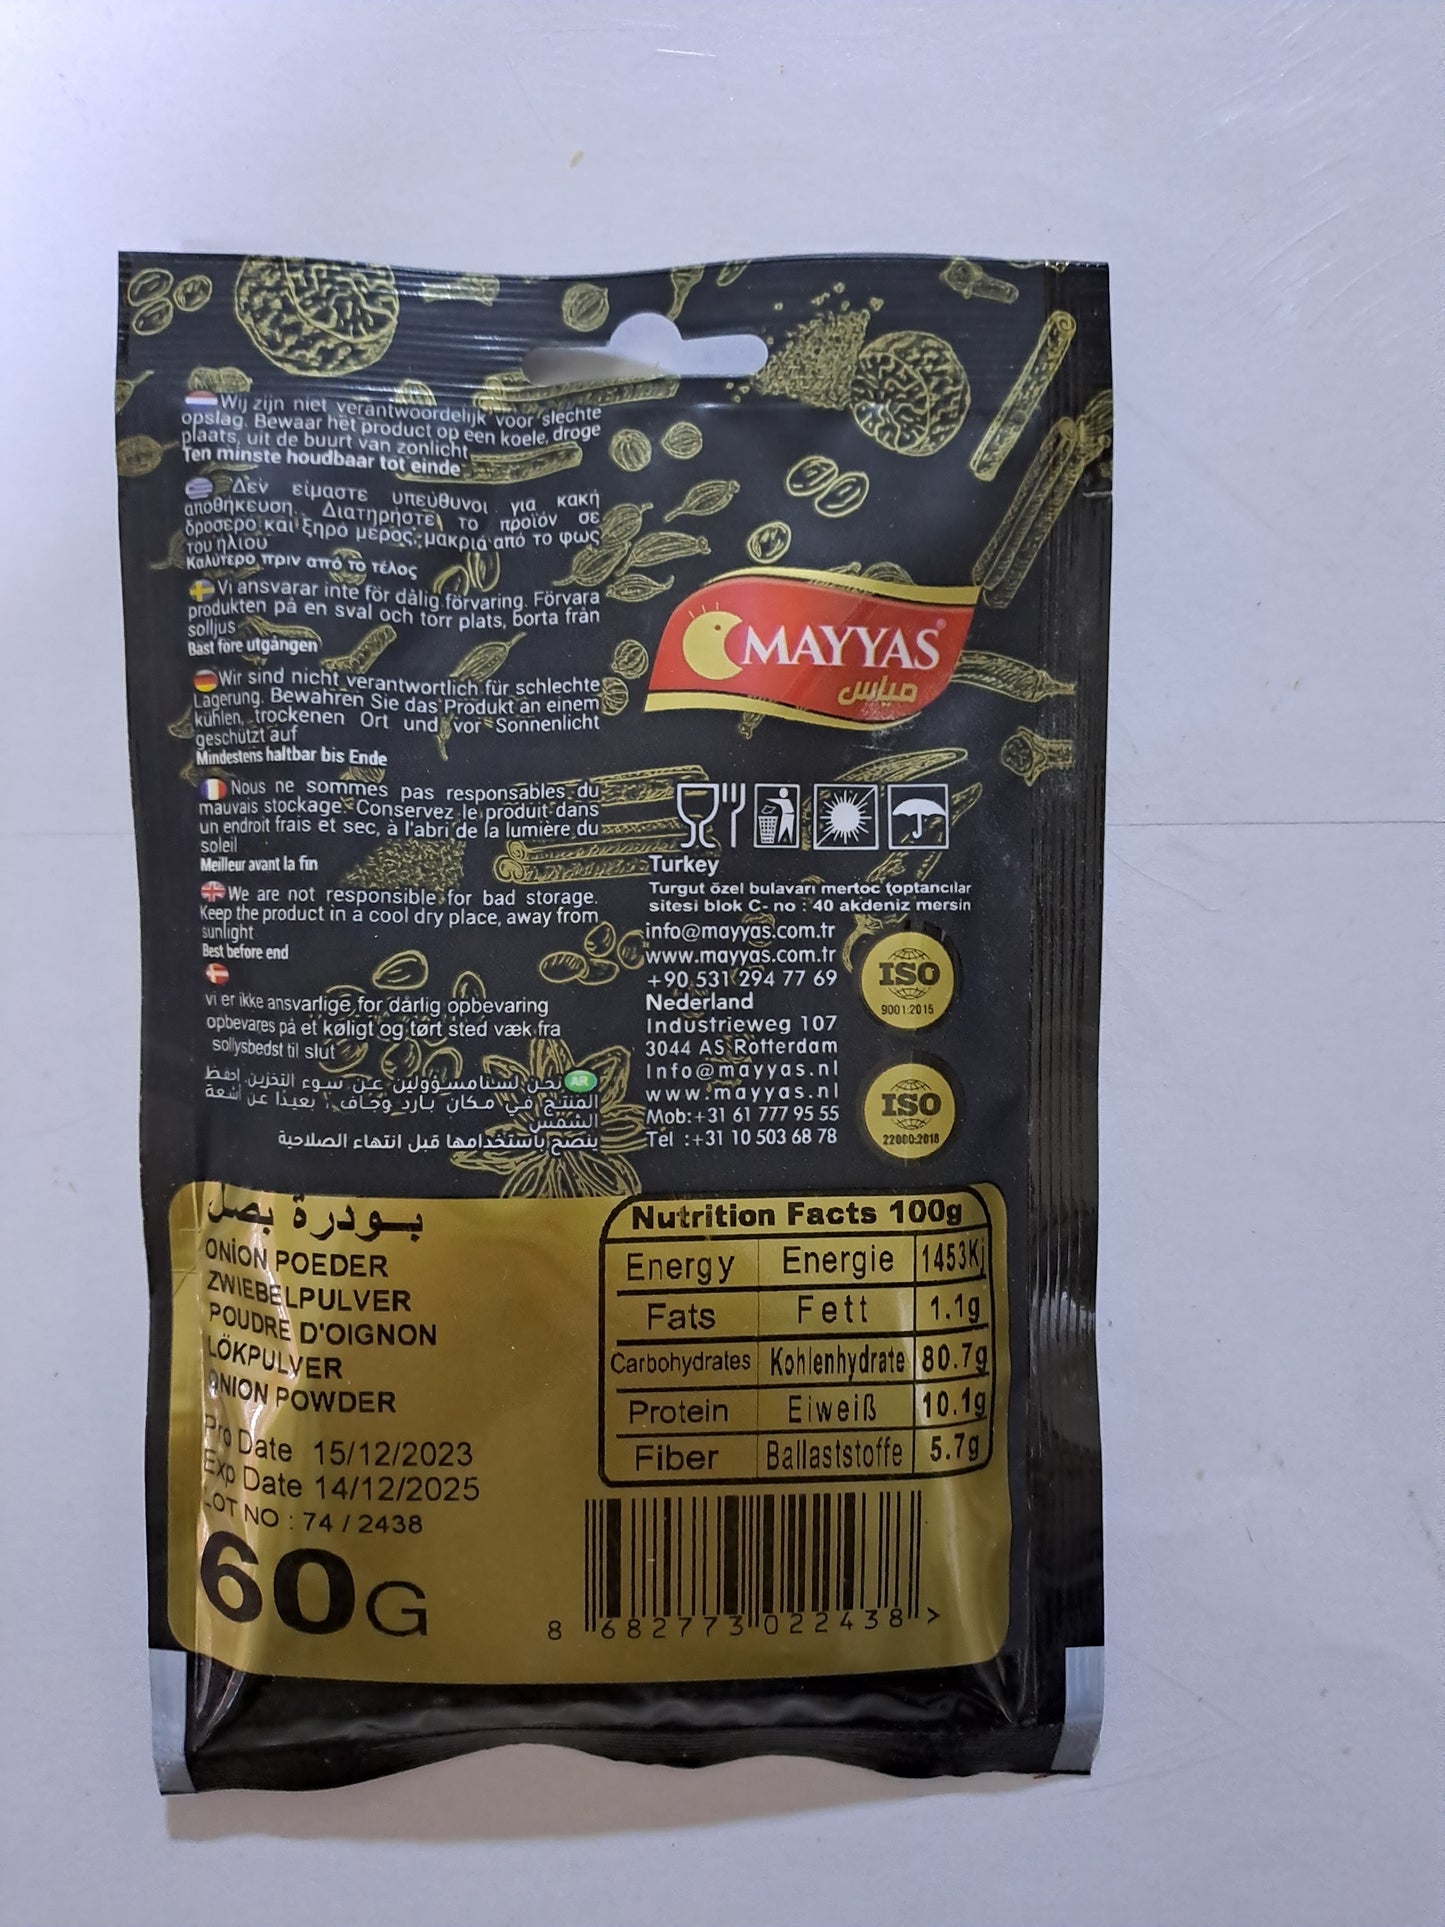 Wij zijn niet verantwoordelijk voor slechte
opslag. Bewaar het product op een koele, droge
plaats, uit de buurt van zonlicht
Ten minste houdbaar tot einde
Δεν είμαστε υπεύθυνοι για κακή
αποθήκευση. Διατηρήστε το προϊόν σε
δροσερό και ξηρό μέρος, μακριά από το φως
του ήλιου
Καλύτερο πριν από το τέλος
Vi ansvarar inte för dålig förvaring. Förvara
produkten på en sval och torr plats, borta från
solljus
Bast före utgången
Wir sind nicht verantwortlich für schlechte
Lagerung. Bewahren Sie das Produkt an einem
kühlen, trockenen Ort und vor Sonnenlicht
geschützt auf
Mindestens haltbar bis Ende
Nous ne sommes pas responsables du
mauvais stockage. Conservez le produit dans
un endroit frais et sec, à l'abri de la lumière du
soleil
Meilleur avant la fin
We are not responsible for bad storage.
Keep the product in a cool dry place, away from
sunlight
Best before end
vi er ikke ansvarlige for dårlig opbevaring
opbevares på et køligt og tørt sted væk fra
sollysbedst til slut
AR نحن لسنامسؤولين عن سوء التخزين احفظ
المنتج في مكان بارد وجاف ، بعيدًا عن أشعة
الشمس
ينصح باستخدامها قبل انتهاء الصلاحية
MAYYAS®
مياس
Turkey
Turgut özel bulavarı mertoc toptancılar
sitesi blok C- no : 40 akdeniz mersin
info@mayyas.com.tr
www.mayyas.com.tr
+90 531 294 77 69
Nederland
Industrieweg 107
3044 AS Rotterdam
Info@mayyas.nl
www.mayyas.nl
Mob:+31 61 777 95 55
Tel :+31 10 503 68 78
ISO
9001:2015
ISO
22000:2018
بودرة بصل
ONİON POEDER
ZWIEBELPULVER
POUDRE D'OIGNON
LÖKPULVER
ONION POWDER
Pro Date 15/12/2023
Exp Date 14/12/2025
LOT NO : 74 / 2438
60G
Nutrition Facts 100g
Energy Energie 1453Kj
Fats Fett 1.1g
Carbohydrates Kohlenhydrate 80.7g
Protein Eiweiß 10.1g
Fiber Ballaststoffe 5.7g
8 682773 022438 >